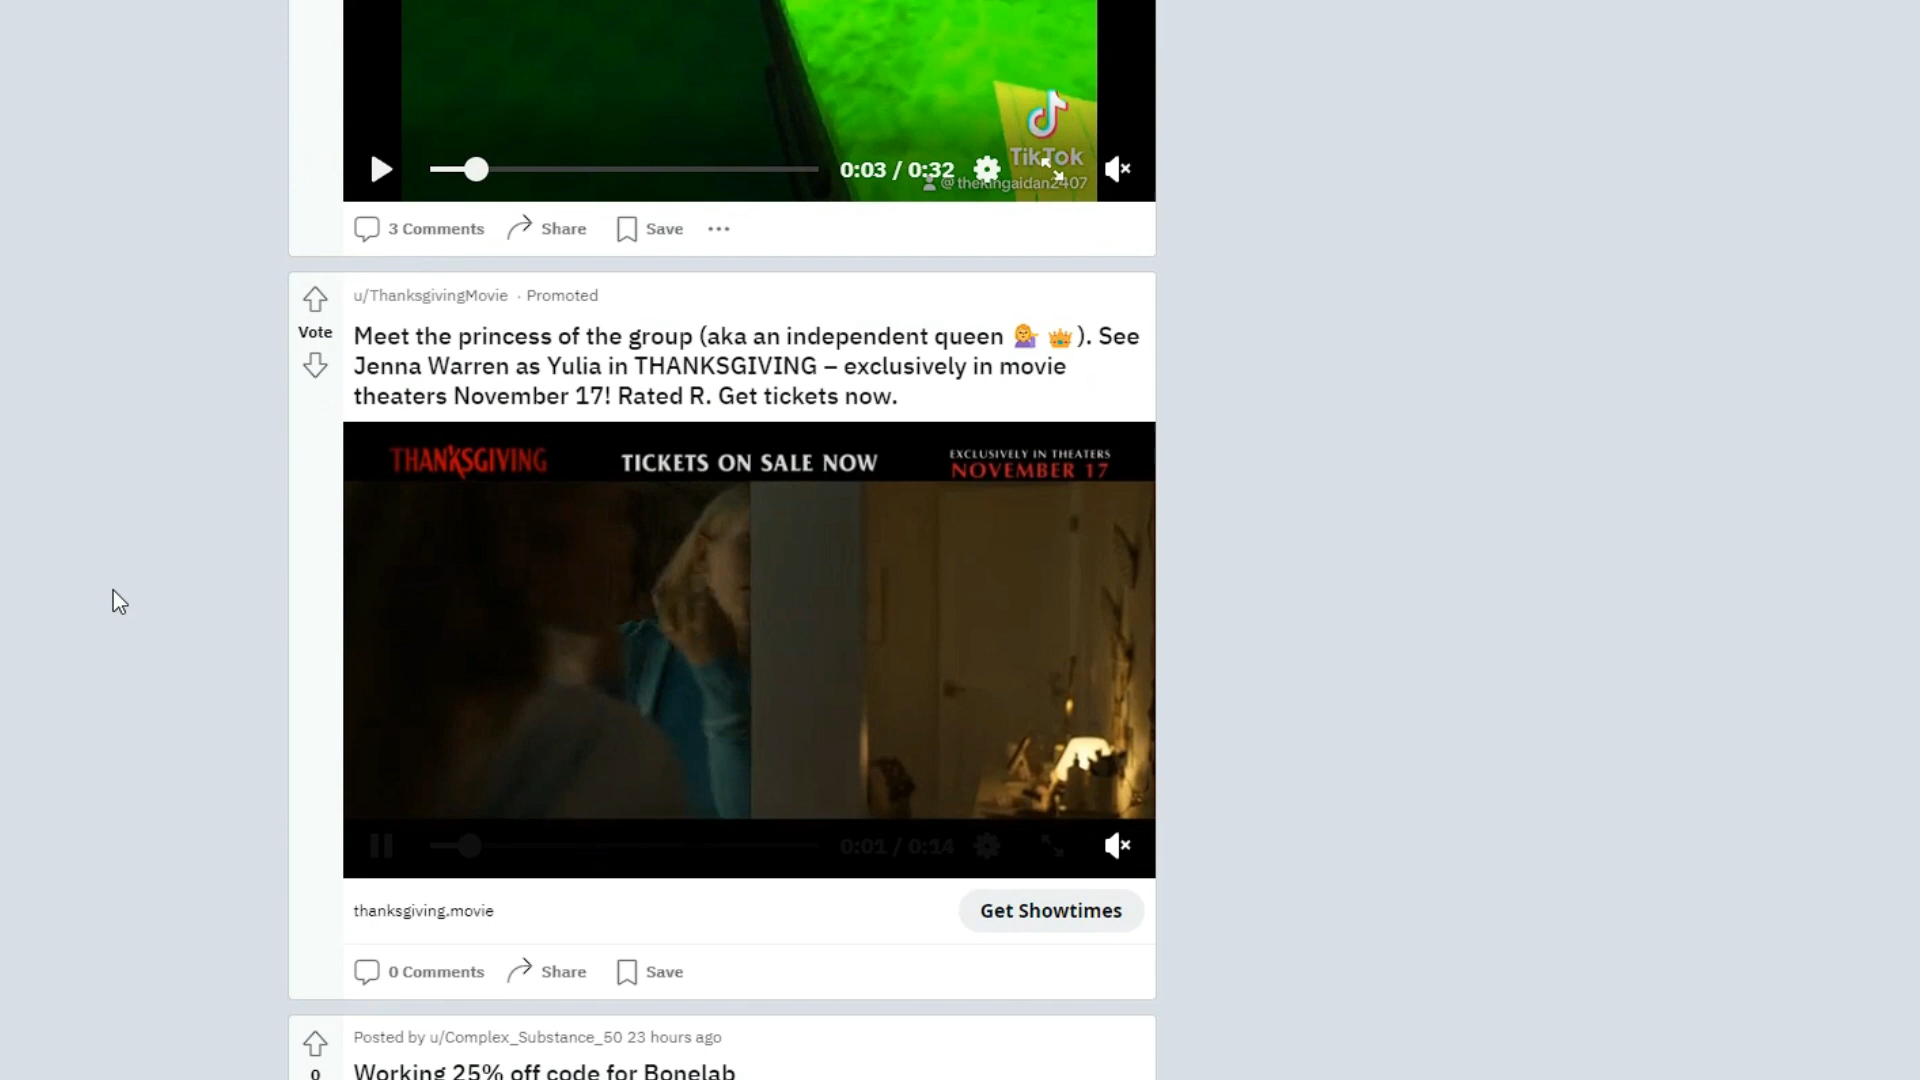 0:03 / 0:32
TikTok
@thekingaidan2407
3 Comments Share Save
u/ThanksgivingMovie · Promoted
Vote
Meet the princess of the group (aka an independent queen 💁 👑). See
Jenna Warren as Yulia in THANKSGIVING – exclusively in movie
theaters November 17! Rated R. Get tickets now.
THANKSGIVING TICKETS ON SALE NOW EXCLUSIVELY IN THEATERS
NOVEMBER 17
0:01 / 0:14
thanksgiving.movie Get Showtimes
0 Comments Share Save
Posted by u/Complex_Substance_50 23 hours ago
0
Working 25% off code for Bonelab